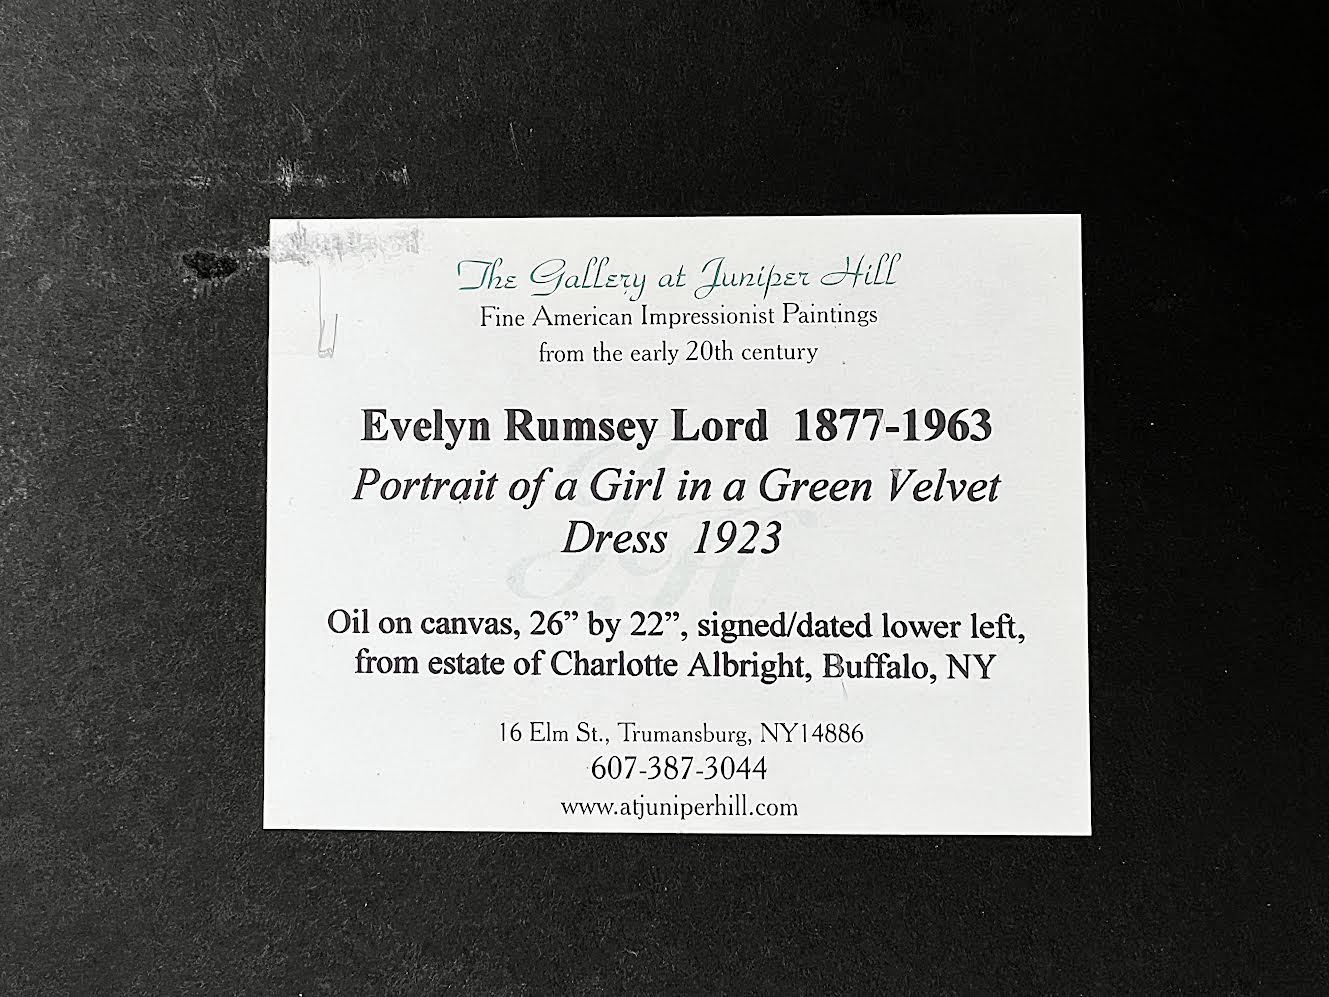 The Gallery at Juniper Hill
Fine American Impressionist Paintings
from the early 20th century
Evelyn Rumsey Lord  1877-1963
Portrait of a Girl in a Green Velvet
Dress  1923
Oil on canvas, 26” by 22”, signed/dated lower left,
from estate of Charlotte Albright, Buffalo, NY
16 Elm St., Trumansburg, NY14886
607-387-3044
www.atjuniperhill.com
JH